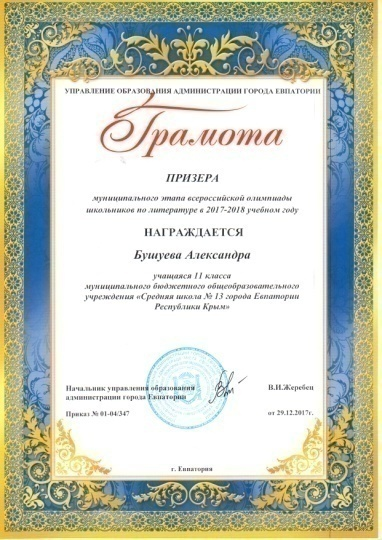 УПРАВЛЕНИЕ ОБРАЗОВАНИЯ АДМИНИСТРАЦИИ ГОРОДА ЕВПАТОРИИ
Грамота
ПРИЗЕРА
муниципального этапа всероссийской олимпиады
школьников по литературе в 2017-2018 учебном году
НАГРАЖДАЕТСЯ
Бушуева Александра
учащаяся 11 класса
муниципального бюджетного общеобразовательного
учреждения «Средняя школа № 13 города Евпатории
Республики Крым»
Начальник управления образования
администрации города Евпатории
В.И.Жеребец
Приказ № 01-04/347
от 29.12.2017г.
г. Евпатория